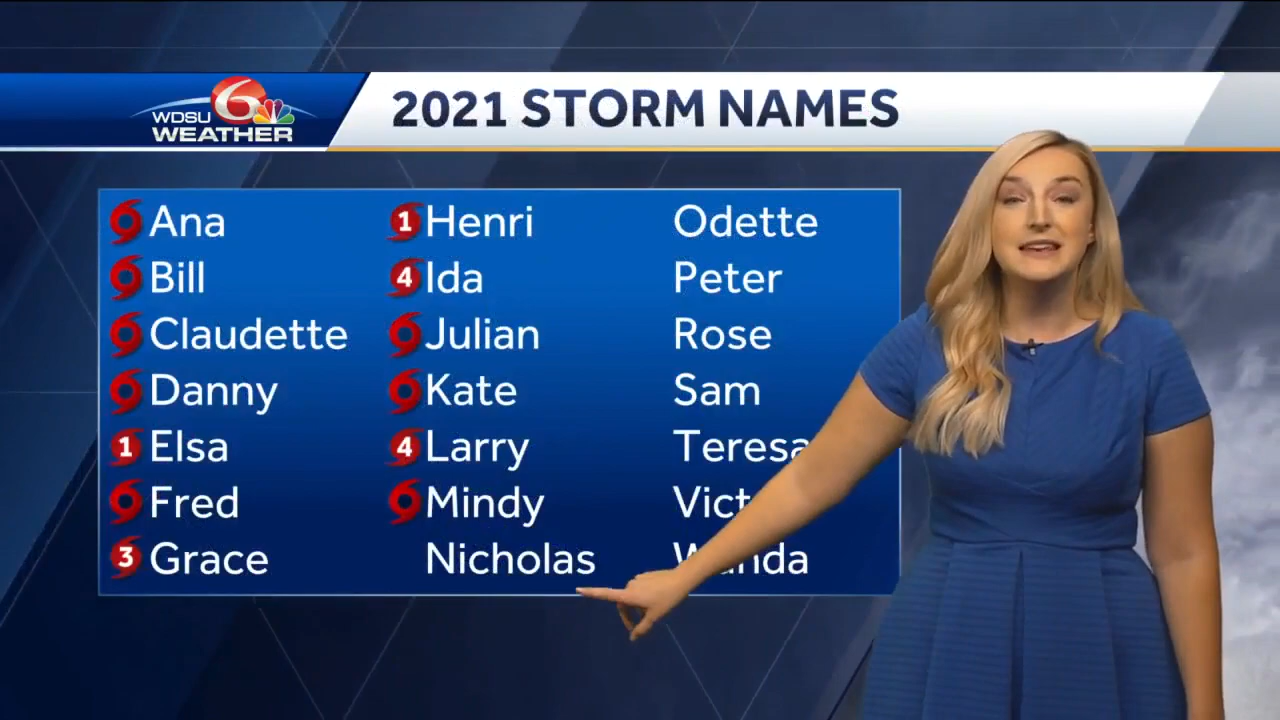 WDSU 6
WEATHER
2021 STORM NAMES
Ana
Bill
Claudette
Danny
1 Elsa
Fred
3 Grace
1 Henri
4 Ida
Julian
Kate
4 Larry
Mindy
Nicholas
Odette
Peter
Rose
Sam
Teresa